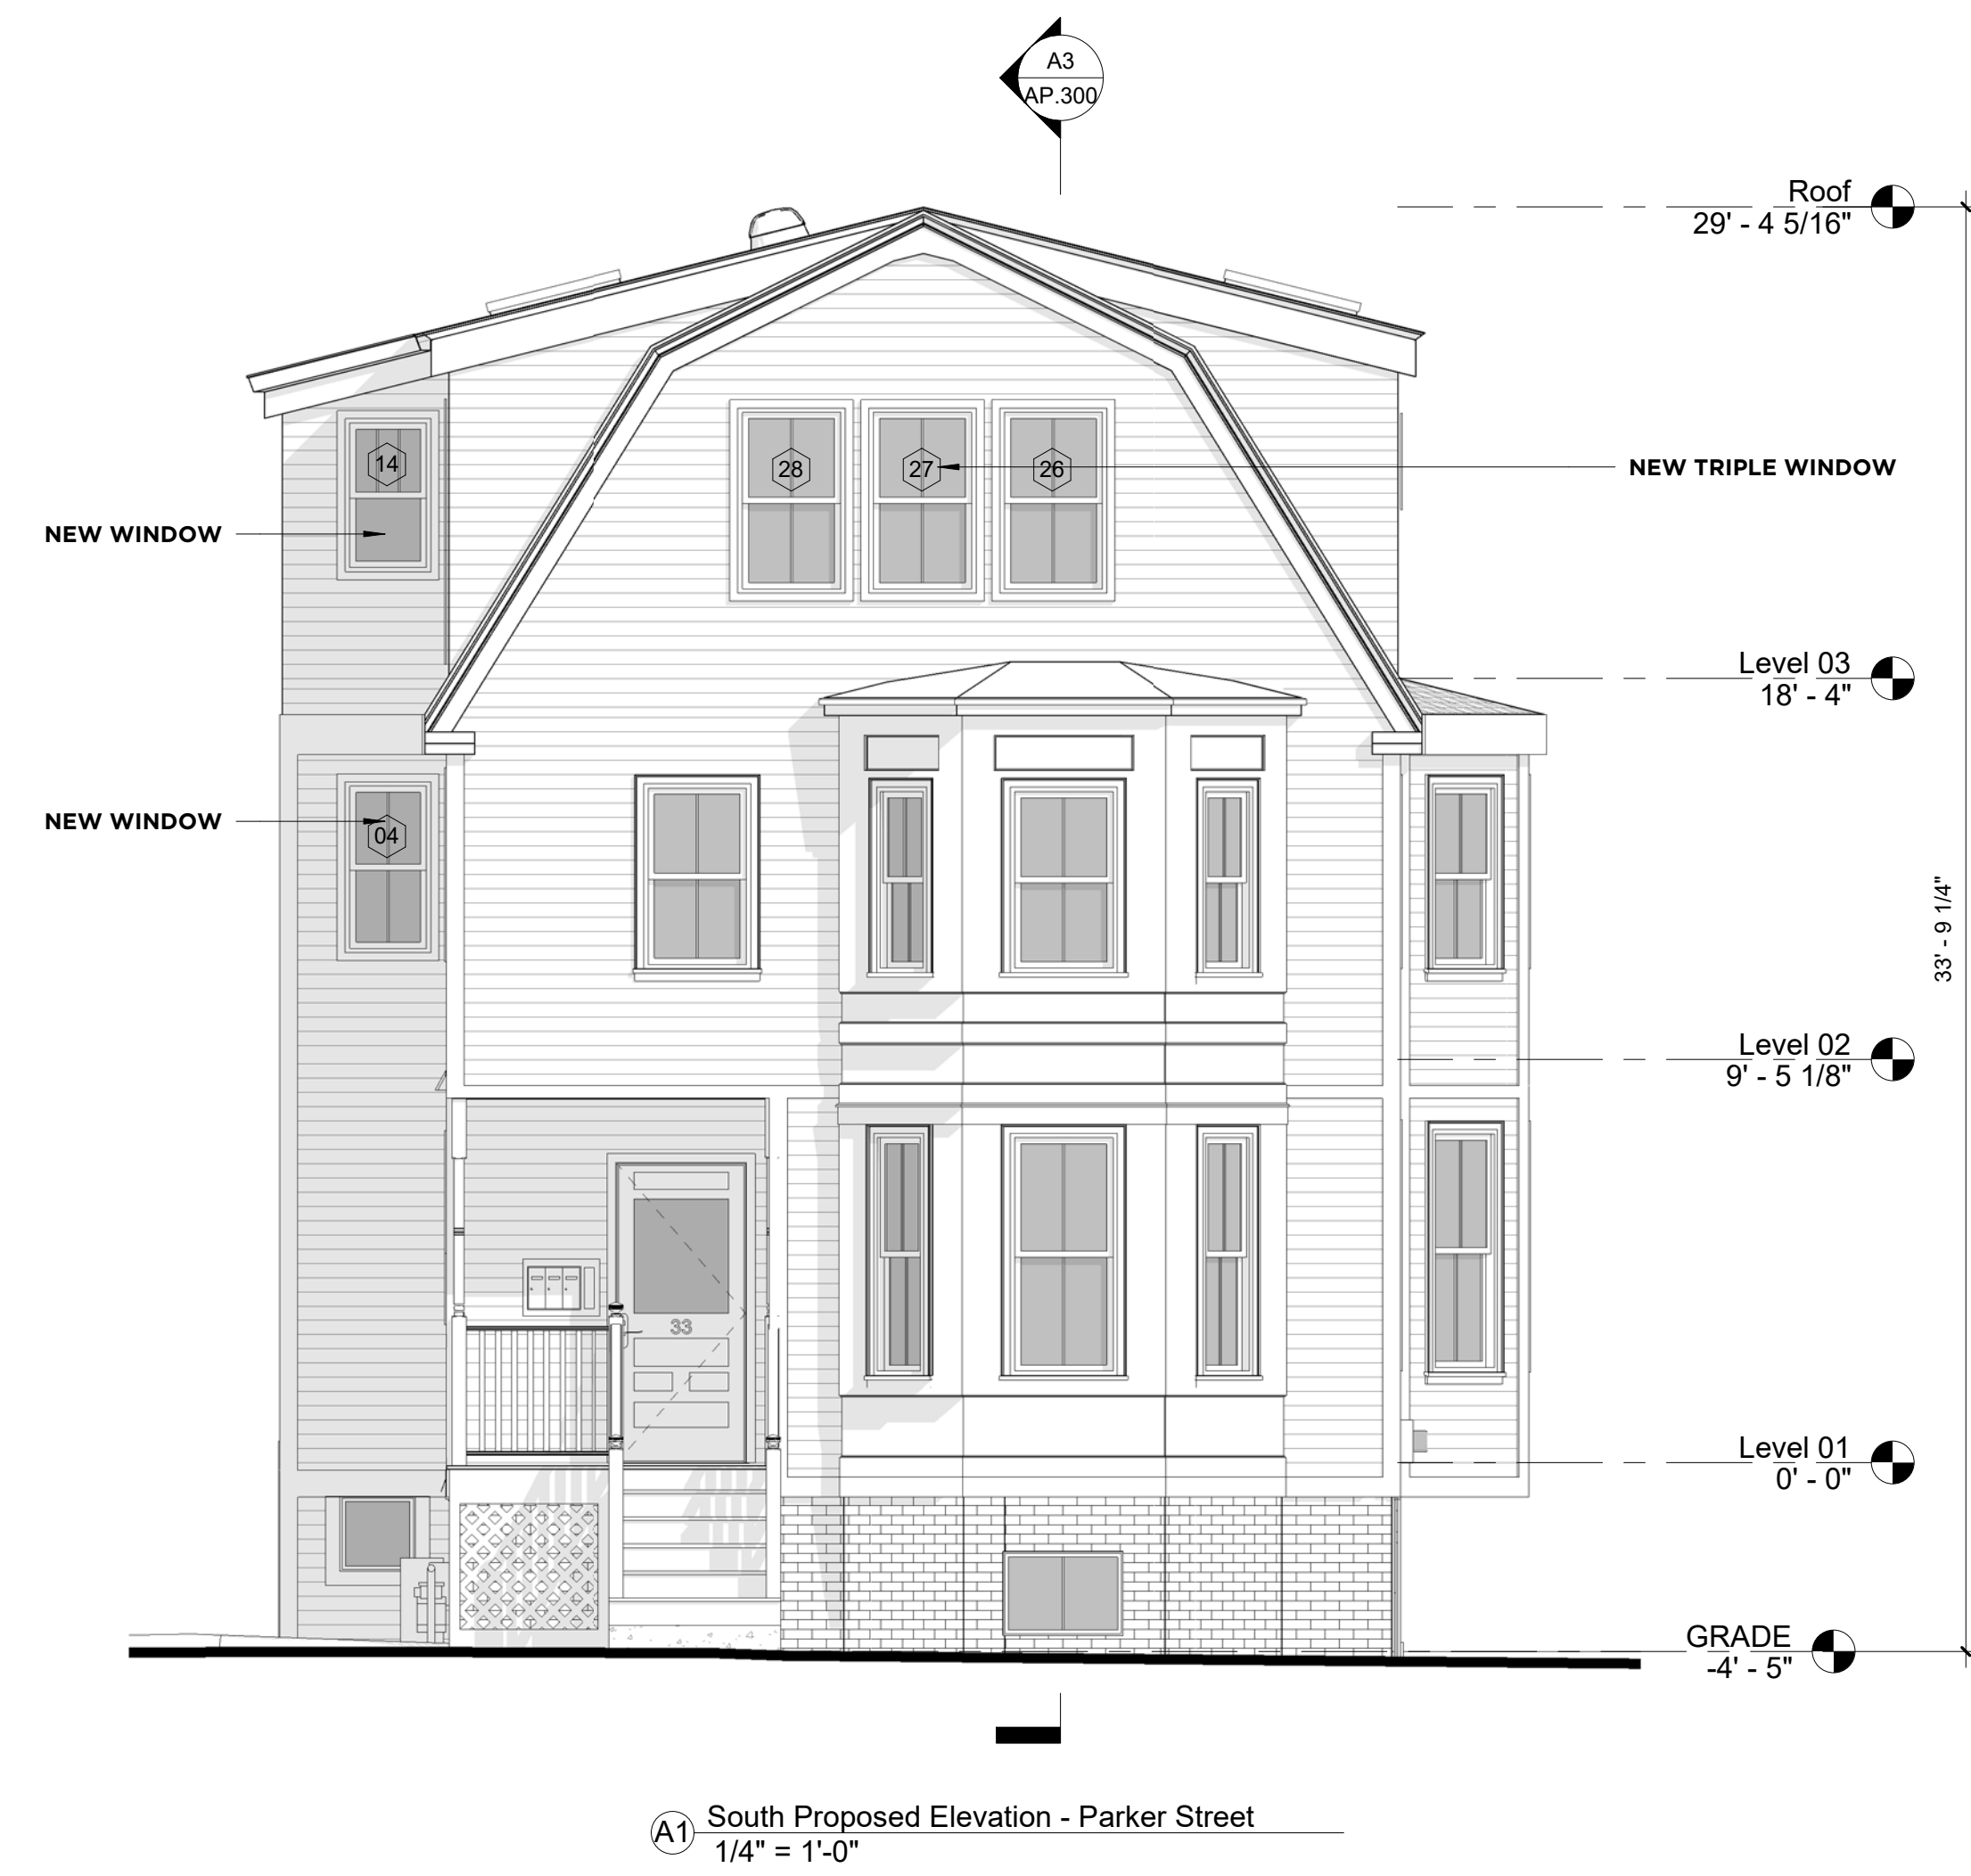 A3
AP.300
Roof
29' - 4 5/16"
14
28
27
26
NEW TRIPLE WINDOW
NEW WINDOW
Level 03
18' - 4"
NEW WINDOW
04
33' - 9 1/4"
Level 02
9' - 5 1/8"
33
Level 01
0' - 0"
GRADE
-4' - 5"
A1
South Proposed Elevation - Parker Street
1/4" = 1'-0"